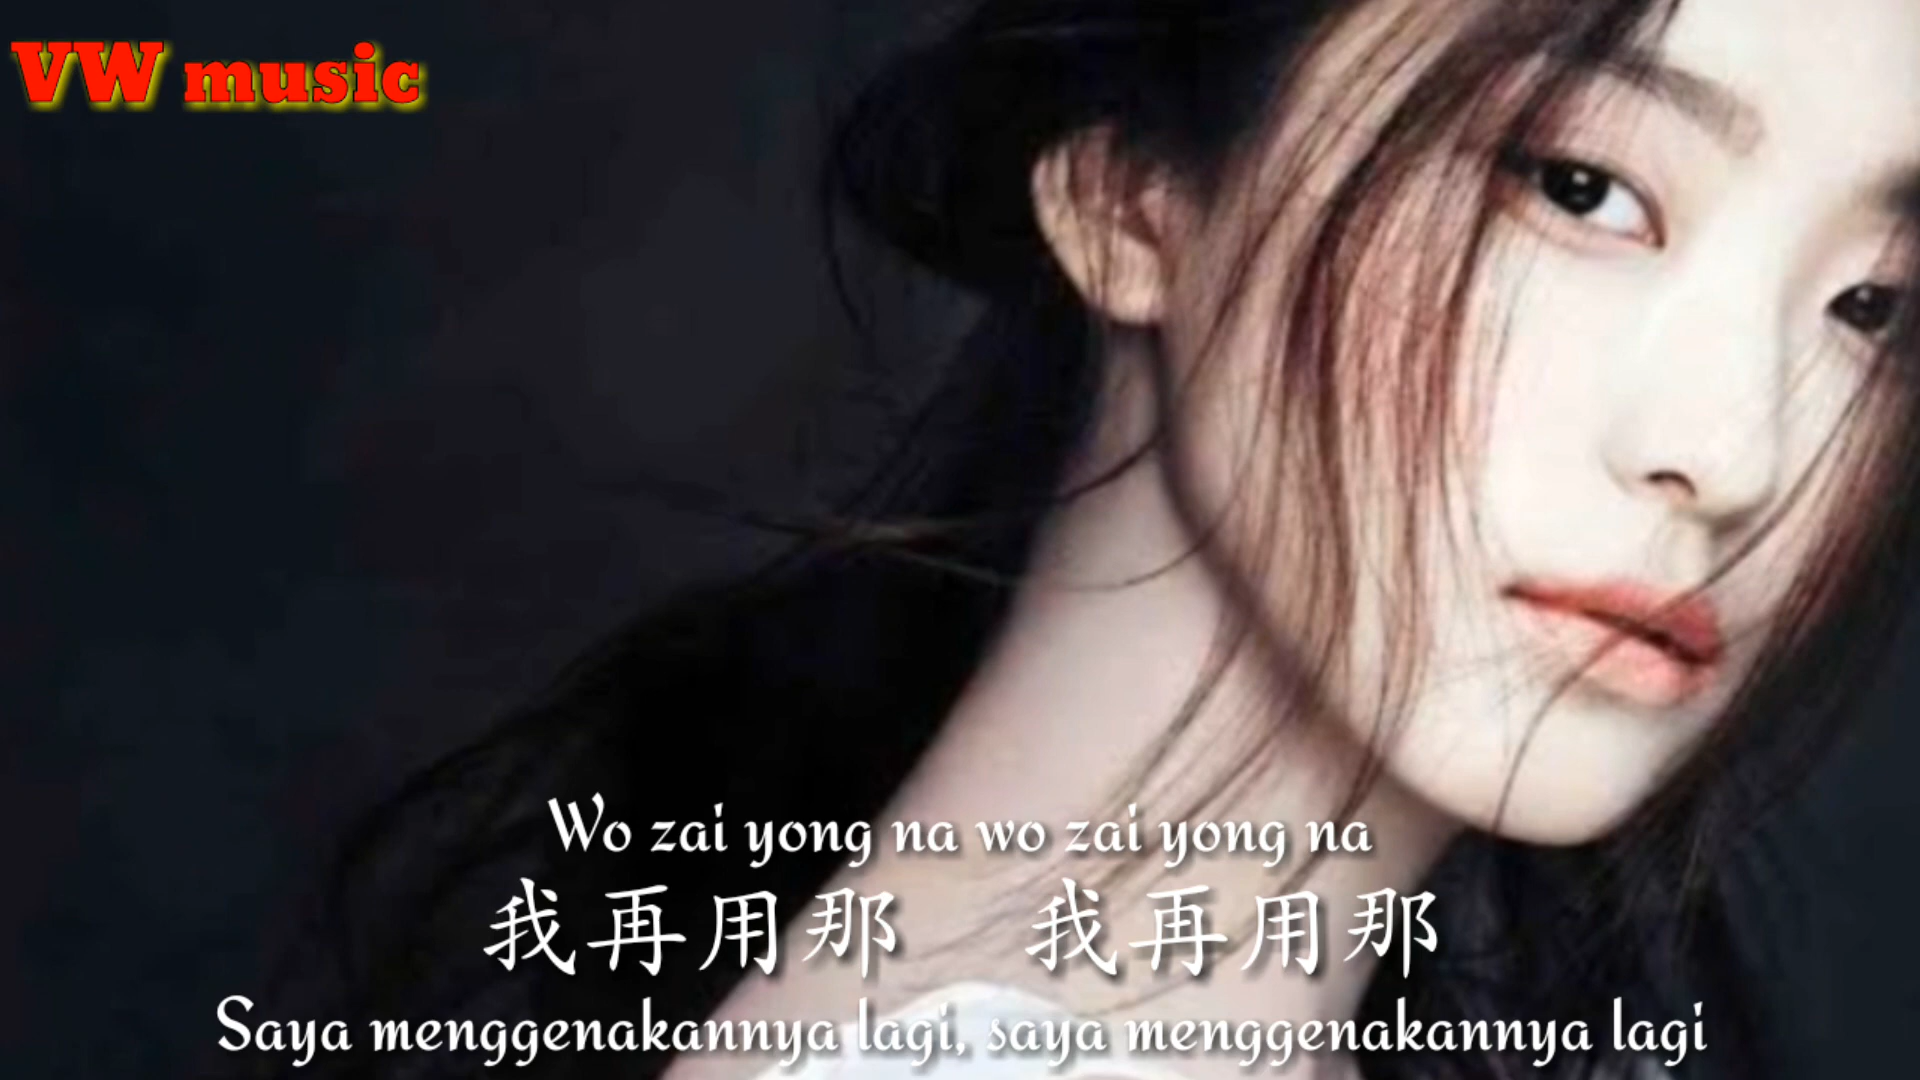 VW music
Wo zai yong na wo zai yong na
我再用那 我再用那
Saya menggenakannya lagi, saya menggenakannya lagi